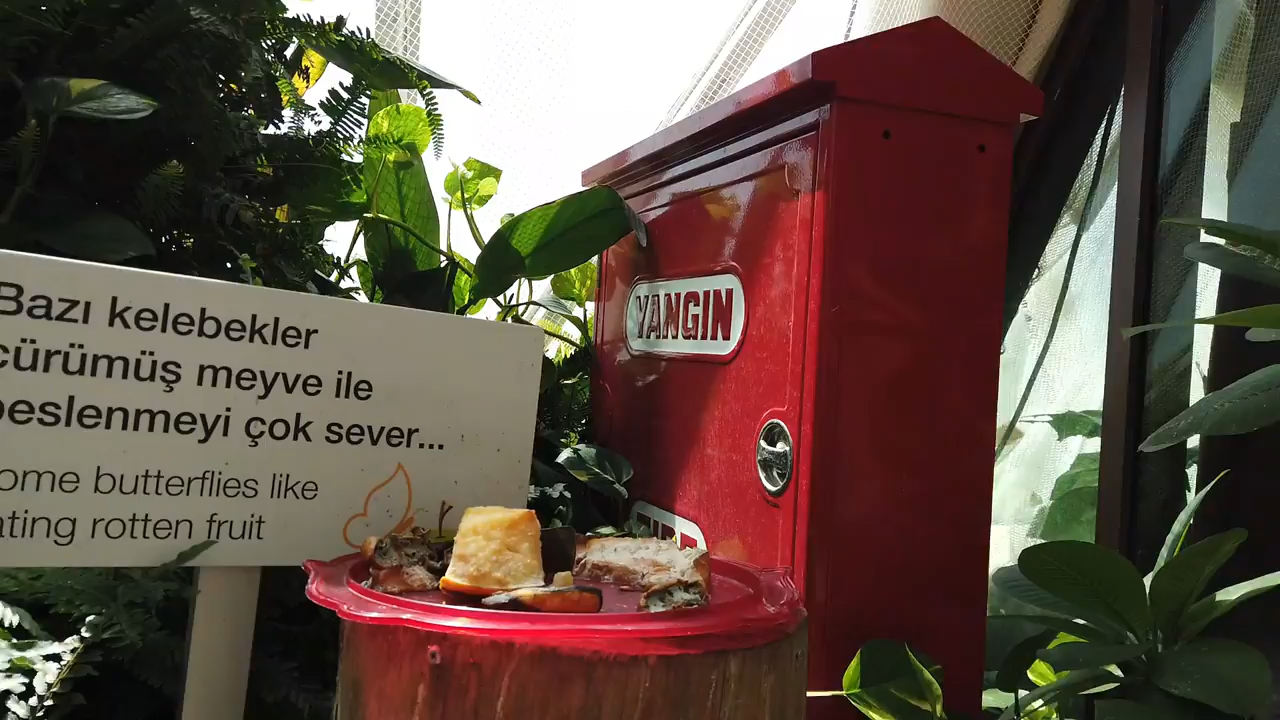 Bazı kelebekler
çürümüş meyve ile
beslenmeyi çok sever...
ome butterflies like
ating rotten fruit
YANGIN